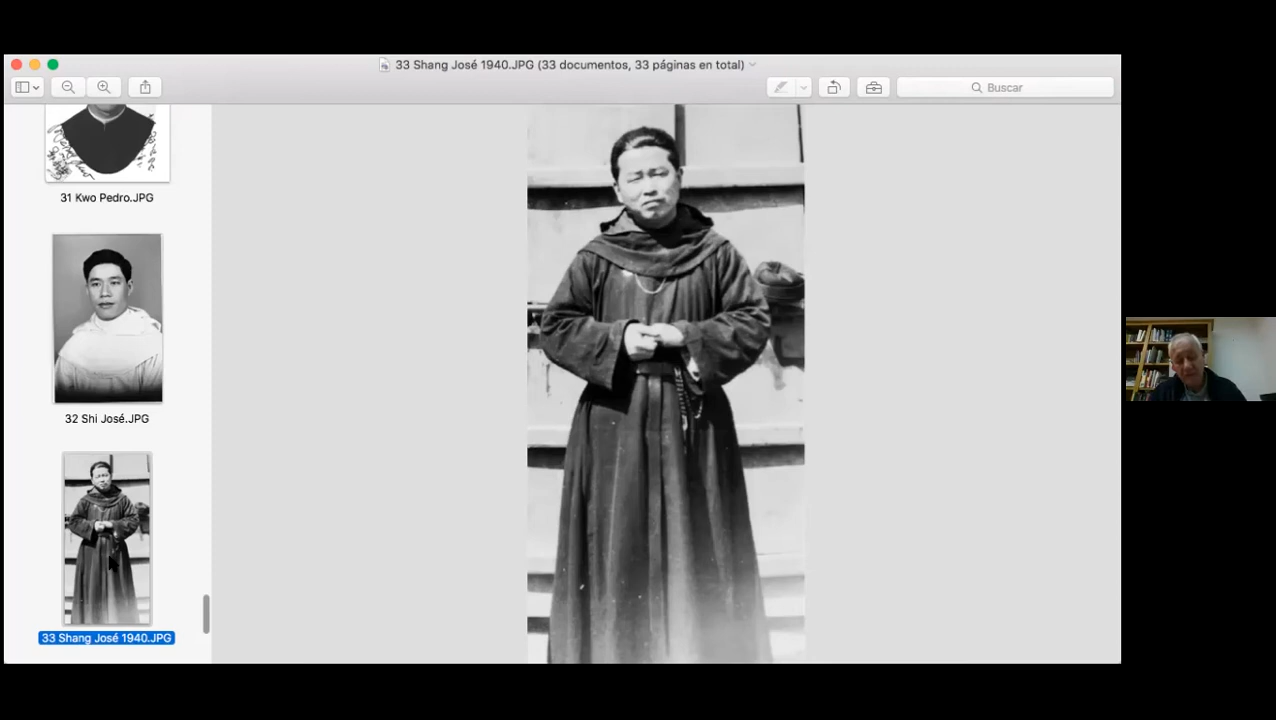 33 Shang José 1940.JPG (33 documentos, 33 páginas en total)
Buscar
31 Kwo Pedro.JPG
32 Shi José.JPG
33 Shang José 1940.JPG